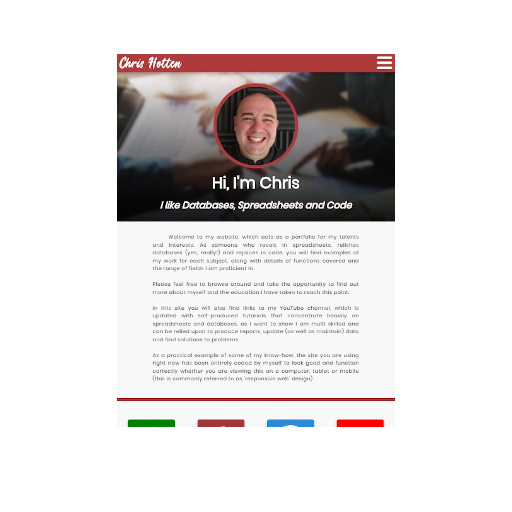 Chris Hotten
Hi, I'm Chris
I like Databases, Spreadsheets and Code
Welcome to my website, which acts as a portfolio for my talents
and interests. As someone who revels in spreadsheets, relishes
databases (yes, really!) and rejoices in code, you will find examples of
my work for each subject, along with details of functions covered and
the range of fields I am proficient in.
Please feel free to browse around and take the opportunity to find out
more about myself and the education I have taken to reach this point.
In this site you will also find links to my YouTube channel, which is
updated with self-produced tutorials that concentrate heavily on
spreadsheets and databases, as I want to show I am multi skilled and
can be relied upon to produce reports, update (as well as maintain) data
and find solutions to problems.
As a practical example of some of my know-how, the site you are using
right now has been entirely coded by myself to look good and function
correctly whether you are viewing this on a computer, tablet or mobile
(this is commonly referred to as 'responsive web' design)